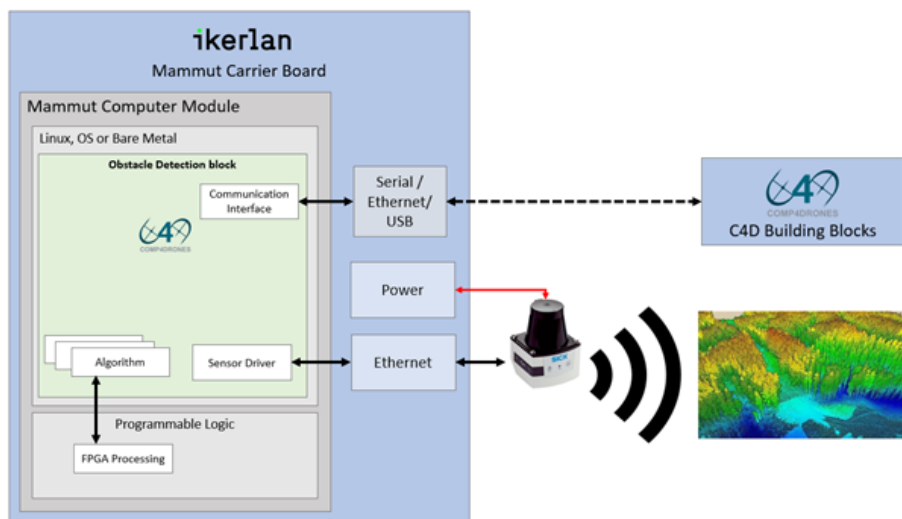 ikerlan
Mammut Carrier Board
Mammut Computer Module
Linux, OS or Bare Metal
Obstacle Detection block
Communication
Interface
COMP4DRONES
Serial /
Ethernet/
USB
COMP4DRONES
C4D Building Blocks
Power
SICK
Algorithm
Sensor Driver
Ethernet
Programmable Logic
FPGA Processing